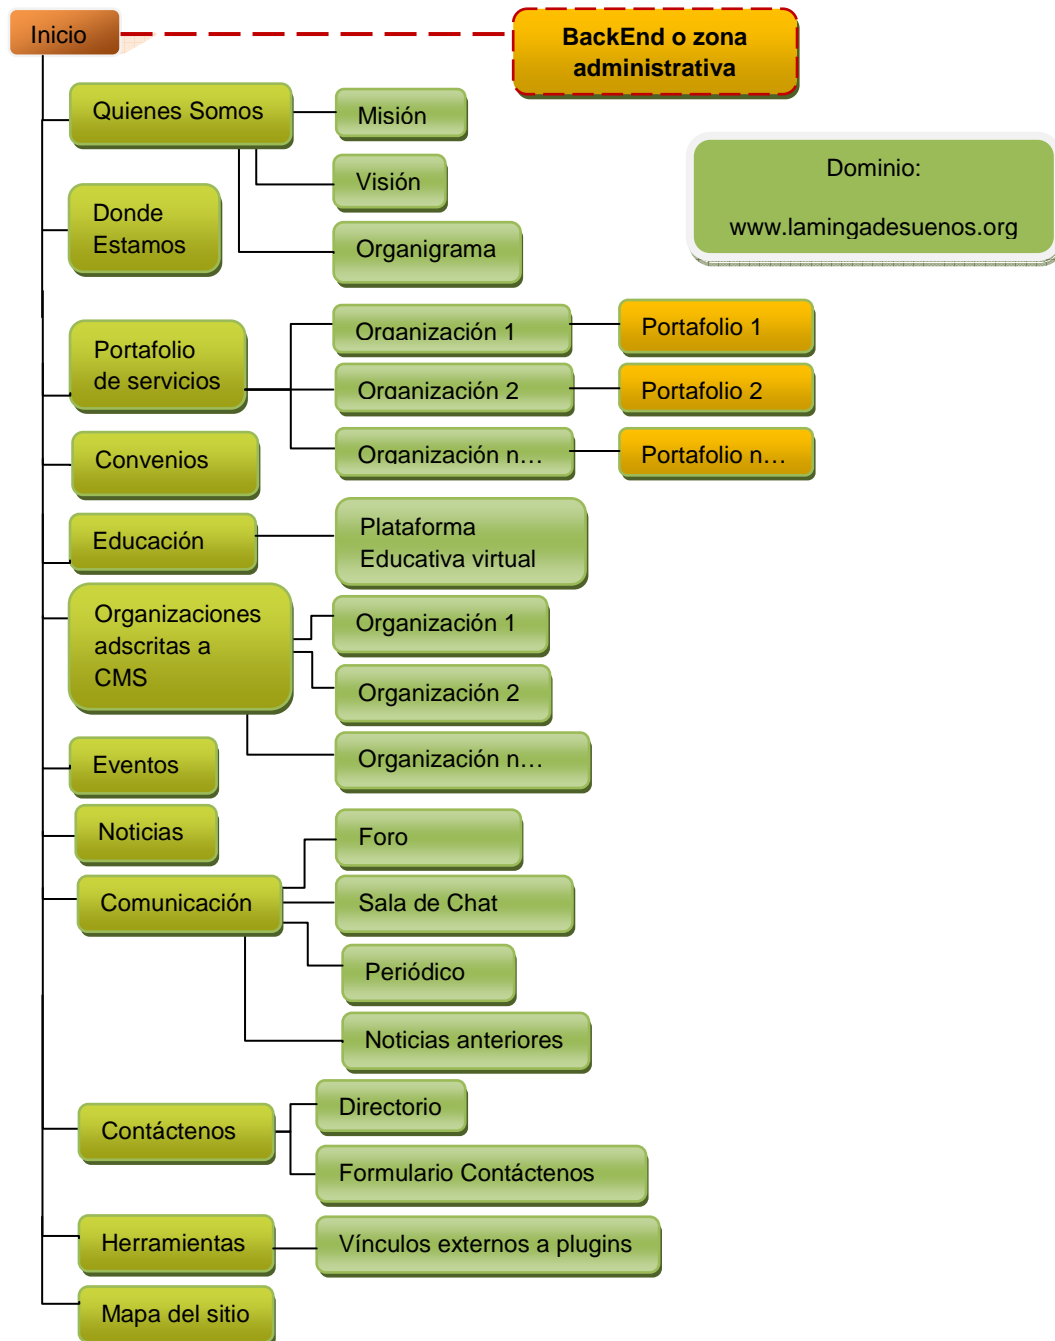 Inicio
BackEnd o zona
administrativa
Quienes Somos
Misión
Dominio:
www.lamingadesuenos.org
Visión
Donde
Estamos
Organigrama
Portafolio
de servicios
Organización 1
Portafolio 1
Organización 2
Portafolio 2
Organización n...
Portafolio n...
Convenios
Educación
Plataforma
Educativa virtual
Organizaciones
adscritas a
CMS
Organización 1
Organización 2
Organización n...
Eventos
Noticias
Foro
Comunicación
Sala de Chat
Periódico
Noticias anteriores
Contáctenos
Directorio
Formulario Contáctenos
Herramientas
Vínculos externos a plugins
Mapa del sitio